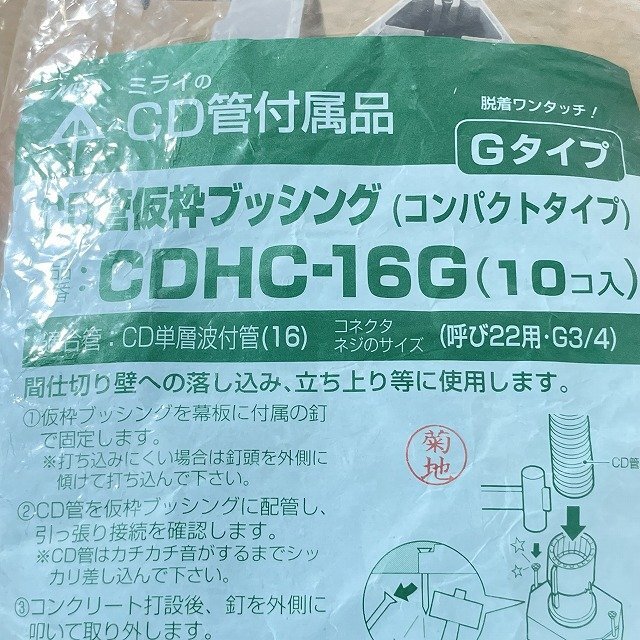 ミライの
CD管付属品
脱着ワンタッチ!
Gタイプ
CD管仮枠ブッシング(コンパクトタイプ)
品番:CDHC-16G(10コ入)
適合管:CD単層波付管(16) コネクタネジのサイズ (呼び22用・G3/4)
間仕切り壁への落し込み、立ち上り等に使用します。
①仮枠ブッシングを幕板に付属の釘
で固定します。
※打ち込みにくい場合は釘頭を外側に
傾けて打ち込んで下さい。
菊地
CD管
②CD管を仮枠ブッシングに配管し、
引っ張り接続を確認します。
※CD管はカチカチ音がするまでシッ
カリ差し込んで下さい。
③コンクリート打設後、釘を外側に
叩いて取り外します。